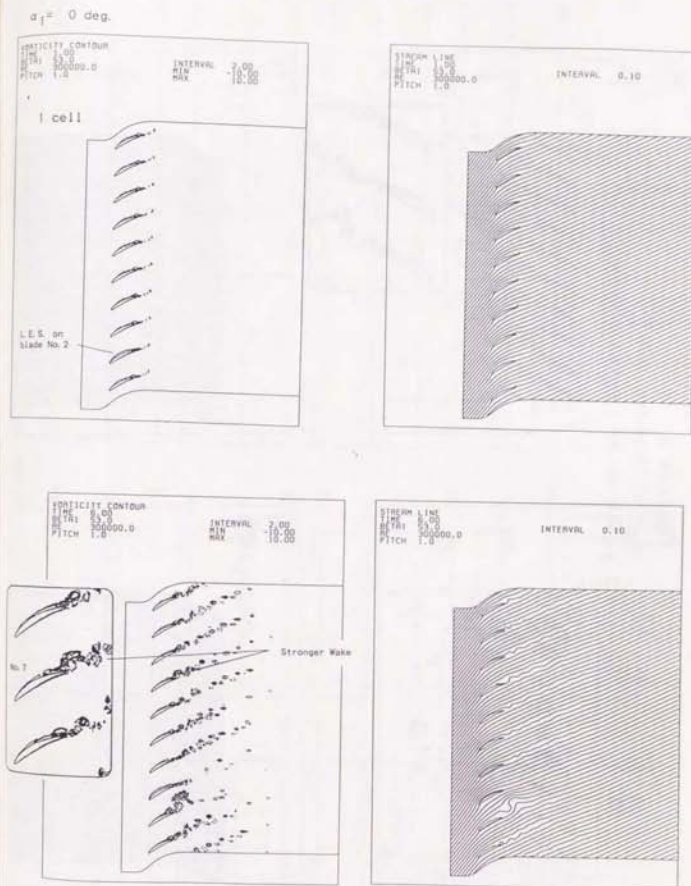 α₁= 0 deg.
VORTICITY CONTOUR
TIME 1.00
BETA1 53.0
RE 300000.0
PITCH 1.0
INTERVAL 2.00
MIN -10.00
MAX 10.00
1 cell
L.E.S. on
blade No.2
STREAM LINE
TIME 1.00
BETA1 53.0
RE 300000.0
PITCH 1.0
INTERVAL 0.10
VORTICITY CONTOUR
TIME 6.00
BETA1 53.0
RE 300000.0
PITCH 1.0
INTERVAL 2.00
MIN -10.00
MAX 10.00
Stronger Wake
STREAM LINE
TIME 6.00
BETA1 53.0
RE 300000.0
PITCH 1.0
INTERVAL 0.10